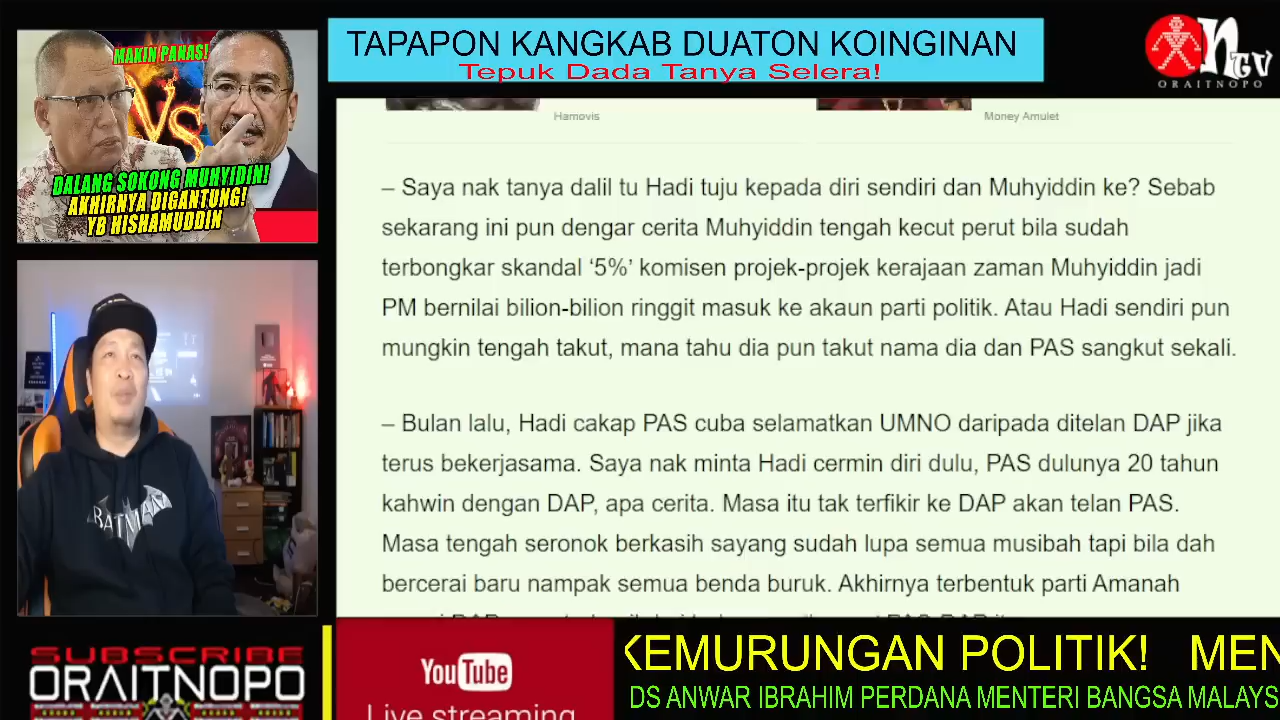 MAKIN PANAS!
VS
DALANG SOKONG MUHYIDIN!
AKHIRNYA DIGANTUNG!
YB HISHAMUDDIN
TAPAPON KANGKAB DUATON KOINGINAN
Tepuk Dada Tanya Selera!
nTV
ORAITNOPO
Hamovis
Money Amulet
– Saya nak tanya dalil tu Hadi tuju kepada diri sendiri dan Muhyiddin ke? Sebab
sekarang ini pun dengar cerita Muhyiddin tengah kecut perut bila sudah
terbongkar skandal ‘5%’ komisen projek-projek kerajaan zaman Muhyiddin jadi
PM bernilai bilion-bilion ringgit masuk ke akaun parti politik. Atau Hadi sendiri pun
mungkin tengah takut, mana tahu dia pun takut nama dia dan PAS sangkut sekali.
– Bulan lalu, Hadi cakap PAS cuba selamatkan UMNO daripada ditelan DAP jika
terus bekerjasama. Saya nak minta Hadi cermin diri dulu, PAS dulunya 20 tahun
kahwin dengan DAP, apa cerita. Masa itu tak terfikir ke DAP akan telan PAS.
Masa tengah seronok berkasih sayang sudah lupa semua musibah tapi bila dah
bercerai baru nampak semua benda buruk. Akhirnya terbentuk parti Amanah
BATMAN
SUBSCRIBE
ORAITNOPO
YouTube
Live streaming
KEMURUNGAN POLITIK! MEN
DS ANWAR IBRAHIM PERDANA MENTERI BANGSA MALAYS